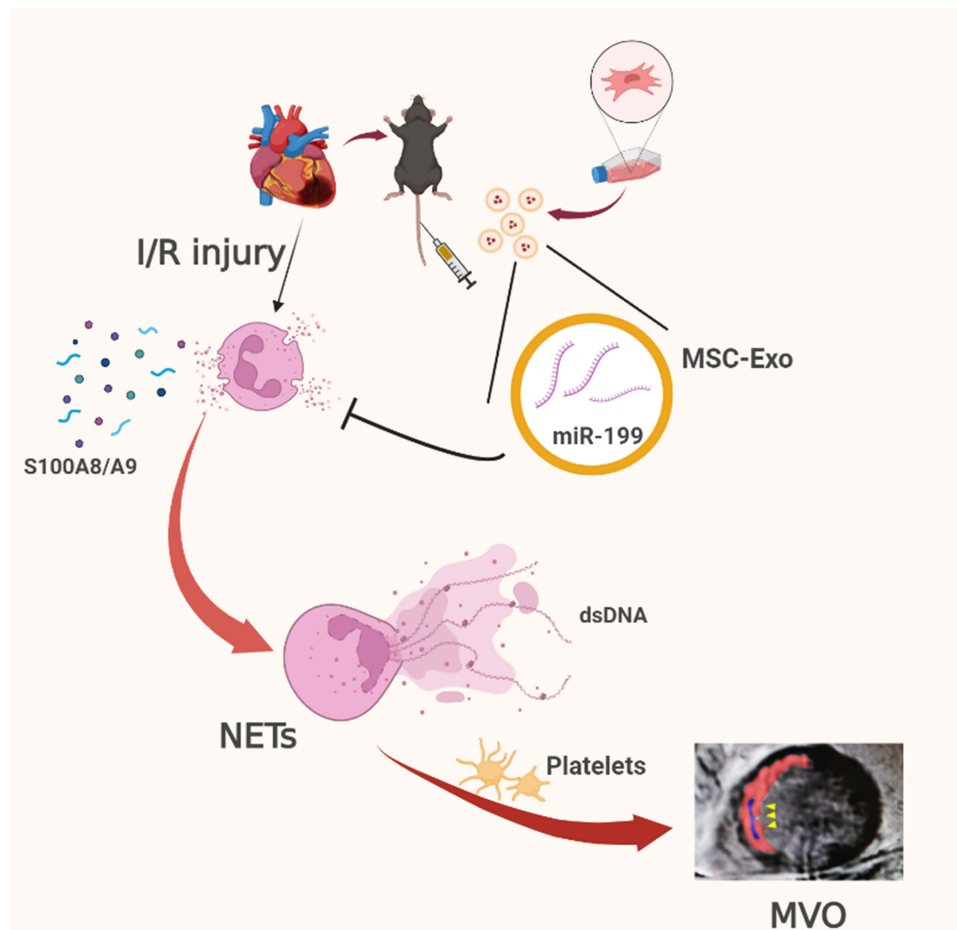 I/R injury
MSC-Exo
miR-199
S100A8/A9
dsDNA
NETs
Platelets
MVO